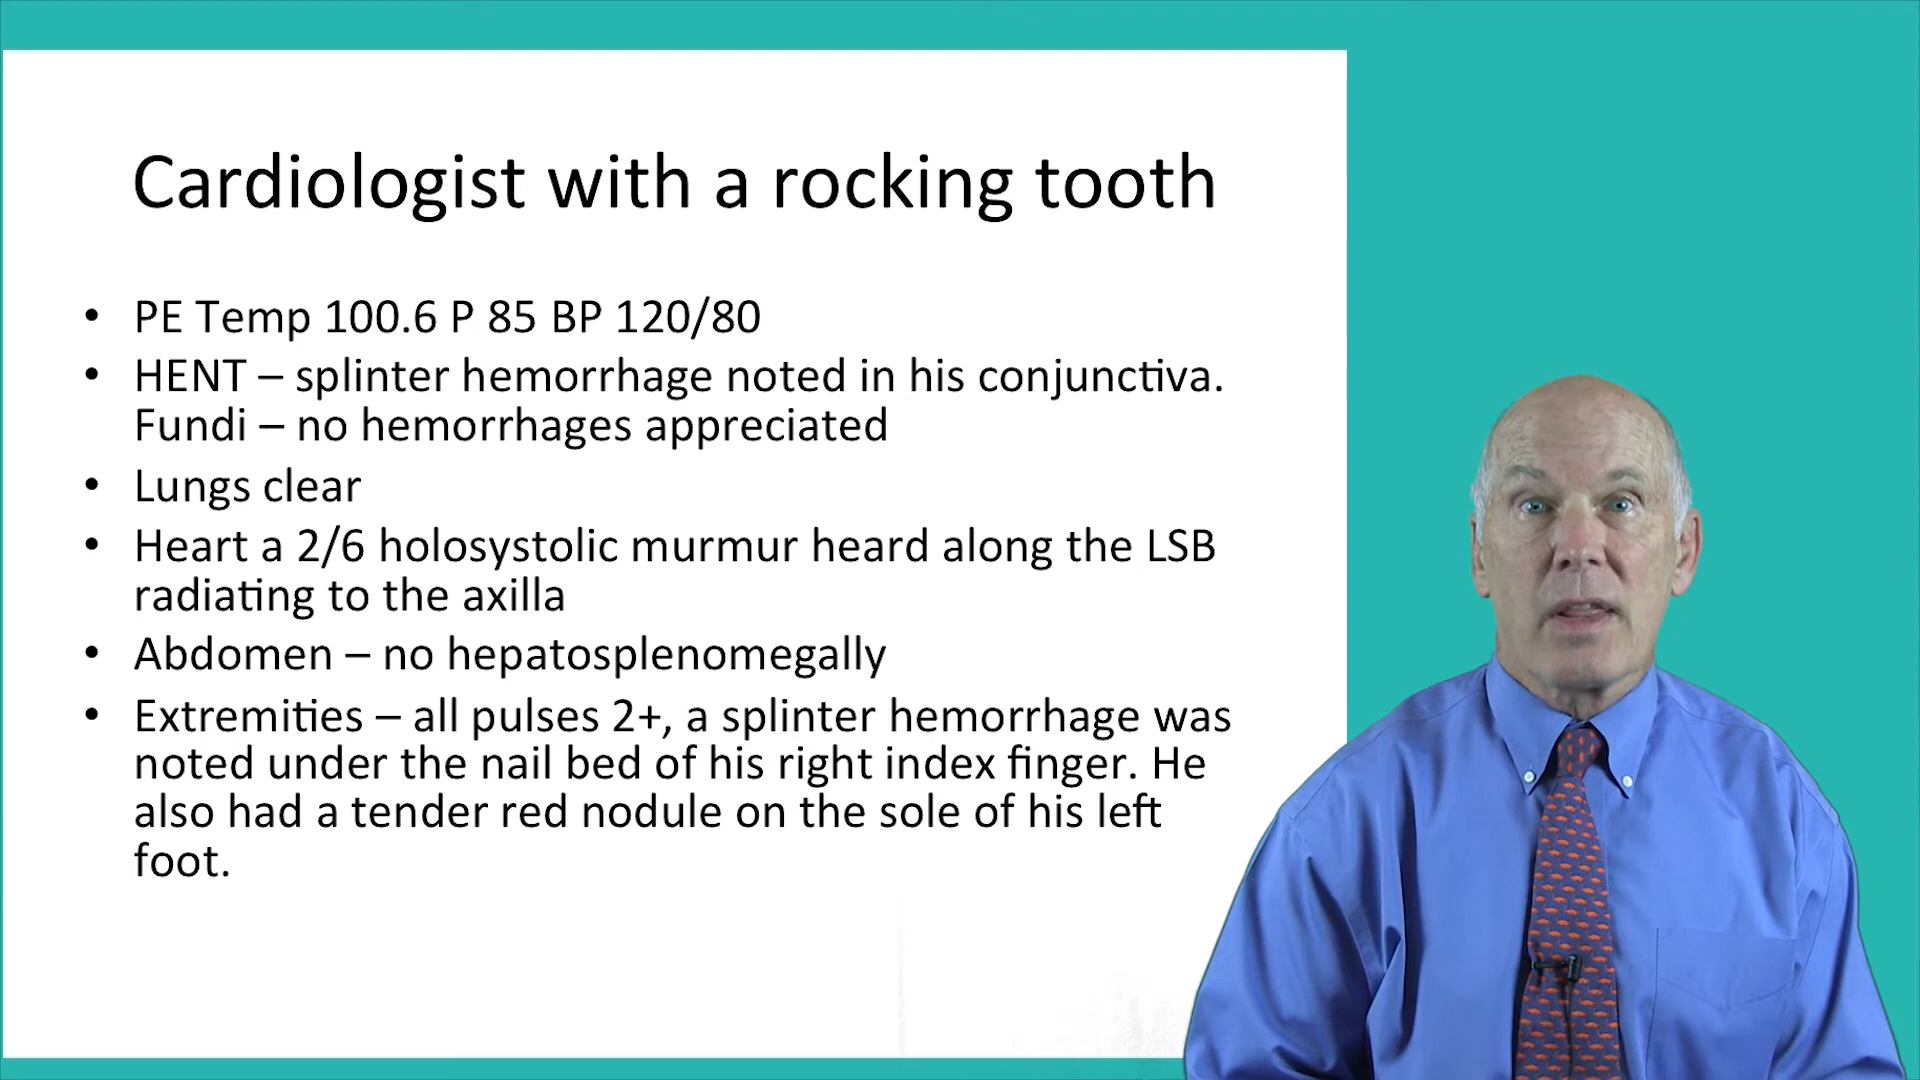 Cardiologist with a rocking tooth
• PE Temp 100.6 P 85 BP 120/80
• HENT – splinter hemorrhage noted in his conjunctiva.
Fundi – no hemorrhages appreciated
• Lungs clear
• Heart a 2/6 holosystolic murmur heard along the LSB
radiating to the axilla
• Abdomen – no hepatosplenomegally
• Extremities – all pulses 2+, a splinter hemorrhage was
noted under the nail bed of his right index finger. He
also had a tender red nodule on the sole of his left
foot.